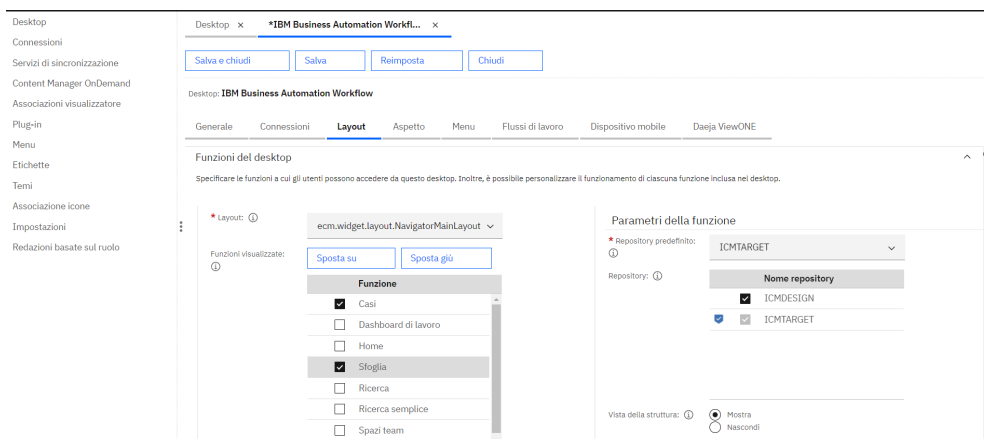 Desktop
Connessioni
Servizi di sincronizzazione
Content Manager OnDemand
Associazioni visualizzatore
Plug-in
Menu
Etichette
Temi
Associazione icone
Impostazioni
Redazioni basate sul ruolo
Desktop x *IBM Business Automation Workfl... x
Salva e chiudi Salva Reimposta Chiudi
Desktop: IBM Business Automation Workflow
Generale Connessioni Layout Aspetto Menu Flussi di lavoro Dispositivo mobile Daeja ViewONE
Funzioni del desktop
Specificare le funzioni a cui gli utenti possono accedere da questo desktop. Inoltre, è possibile personalizzare il funzionamento di ciascuna funzione inclusa nel desktop.
* Layout: ecm.widget.layout.NavigatorMainLayout
Funzioni visualizzate: Sposta su Sposta giù
Funzione
Casi
Dashboard di lavoro
Home
Sfoglia
Ricerca
Ricerca semplice
Spazi team
Parametri della funzione
* Repository predefinito: ICMTARGET
Repository: Nome repository
ICMDESIGN
ICMTARGET
Vista della struttura: Mostra
Nascondi